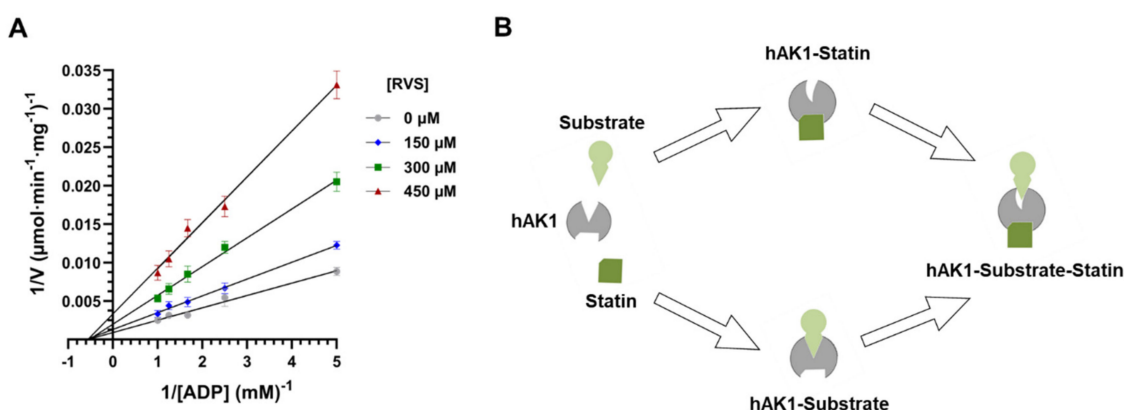 A
0.035
0.030
0.025
0.020
0.015
0.010
0.005
1/V (µmol·min⁻¹·mg⁻¹)⁻¹
-1 0 1 2 3 4 5
1/[ADP] (mM)⁻¹
[RVS]
0 µM
150 µM
300 µM
450 µM
B
hAK1-Statin
Substrate
hAK1
Statin
hAK1-Substrate-Statin
hAK1-Substrate